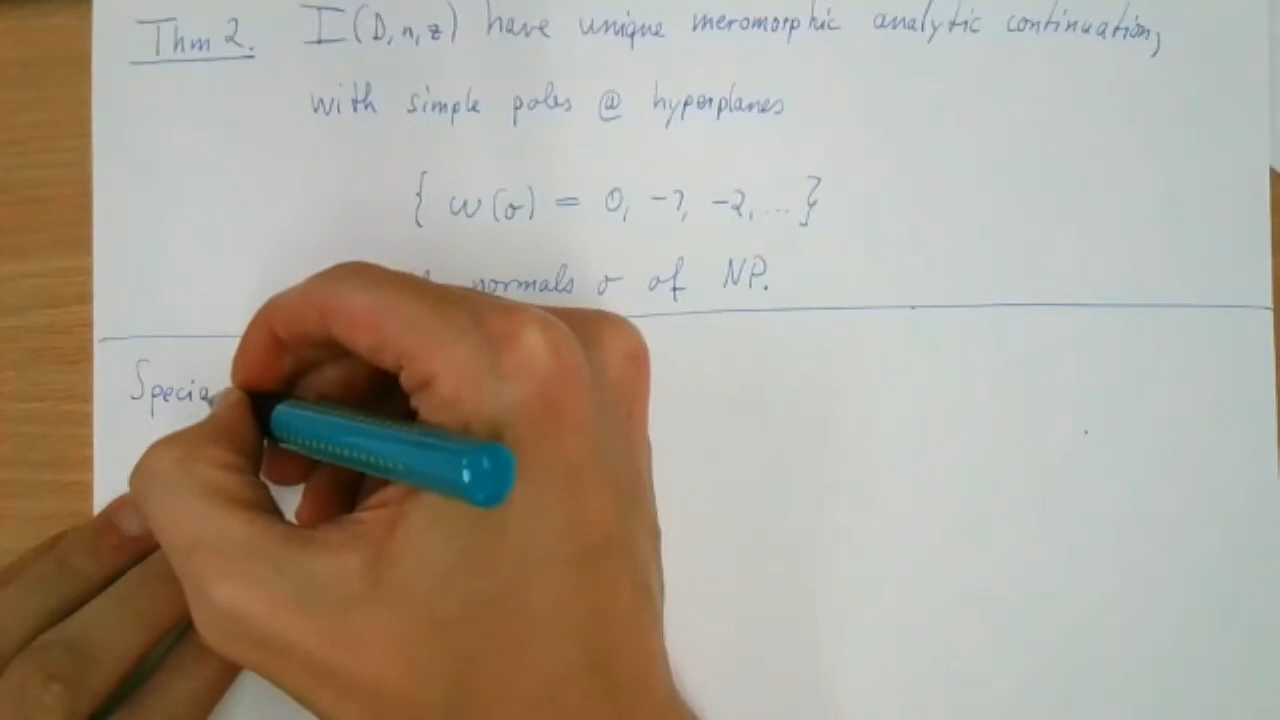 Thm 2. I(D, n, z) have unique meromorphic analytic continuation,
with simple poles @ hyperplanes
{ ω(σ) = 0, -1, -2, ... }
normals σ of NP.
Specia